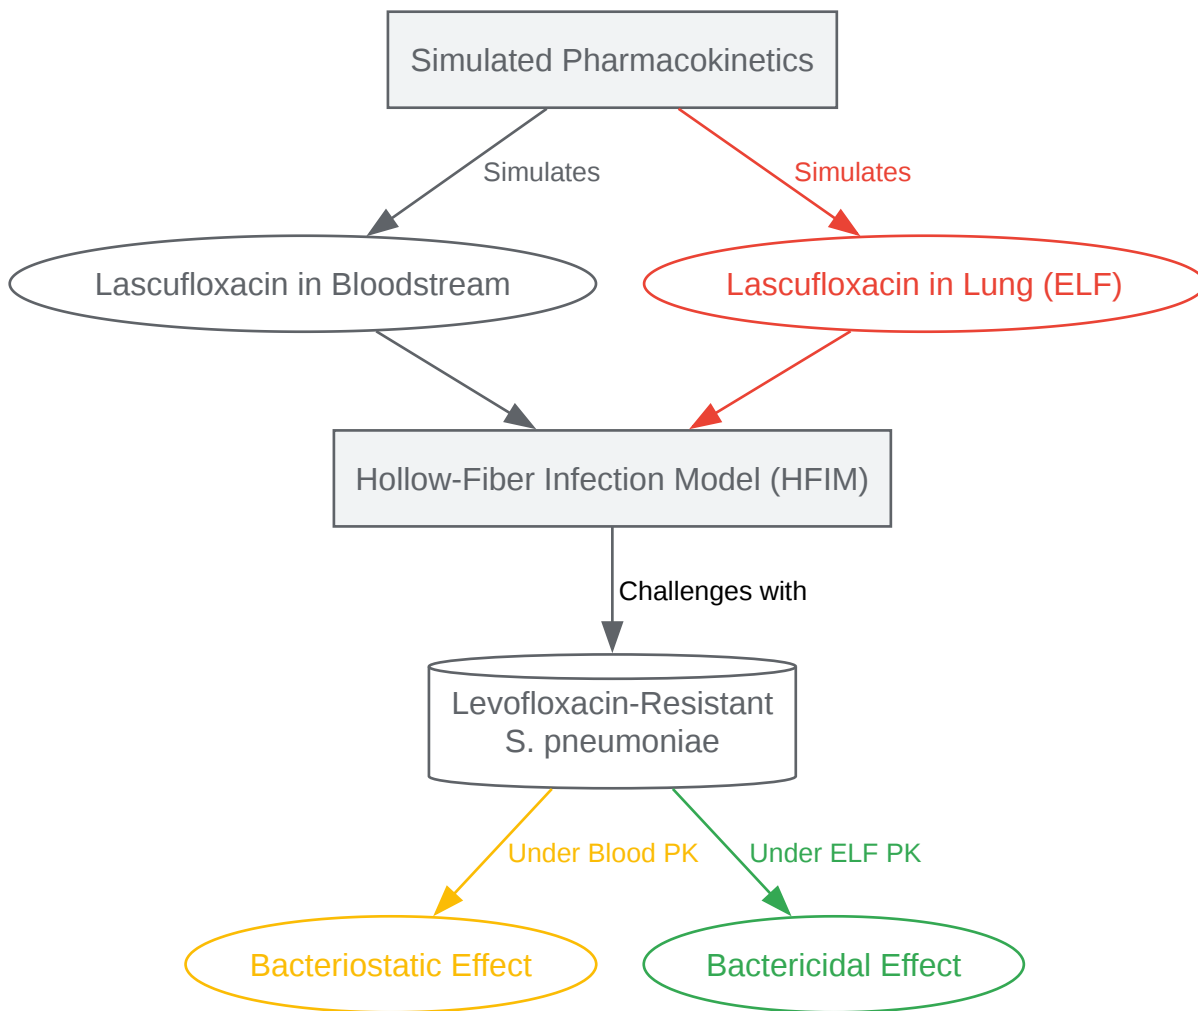 Simulated Pharmacokinetics
Simulates
Simulates
Lascufloxacin in Bloodstream
Lascufloxacin in Lung (ELF)
Hollow-Fiber Infection Model (HFIM)
Challenges with
Levofloxacin-Resistant
S. pneumoniae
Under Blood PK
Under ELF PK
Bacteriostatic Effect
Bactericidal Effect